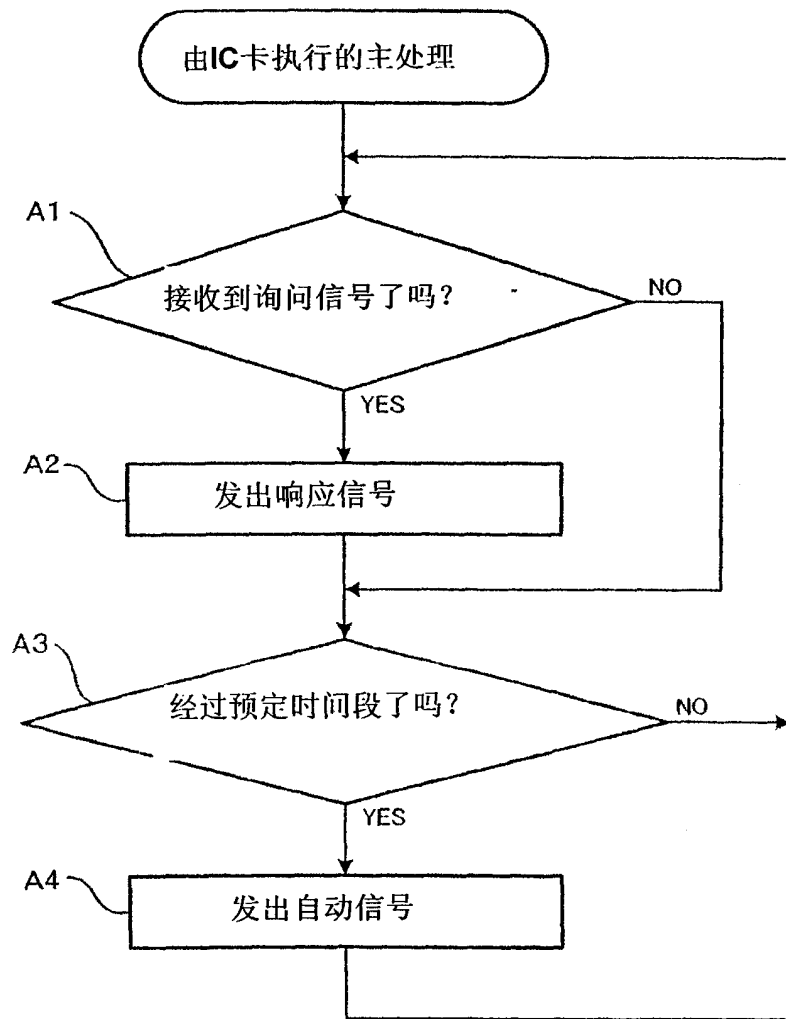 由IC卡执行的主处理
A1
接收到询问信号了吗?
NO
YES
A2
发出响应信号
A3
经过预定时间段了吗?
NO
YES
A4
发出自动信号